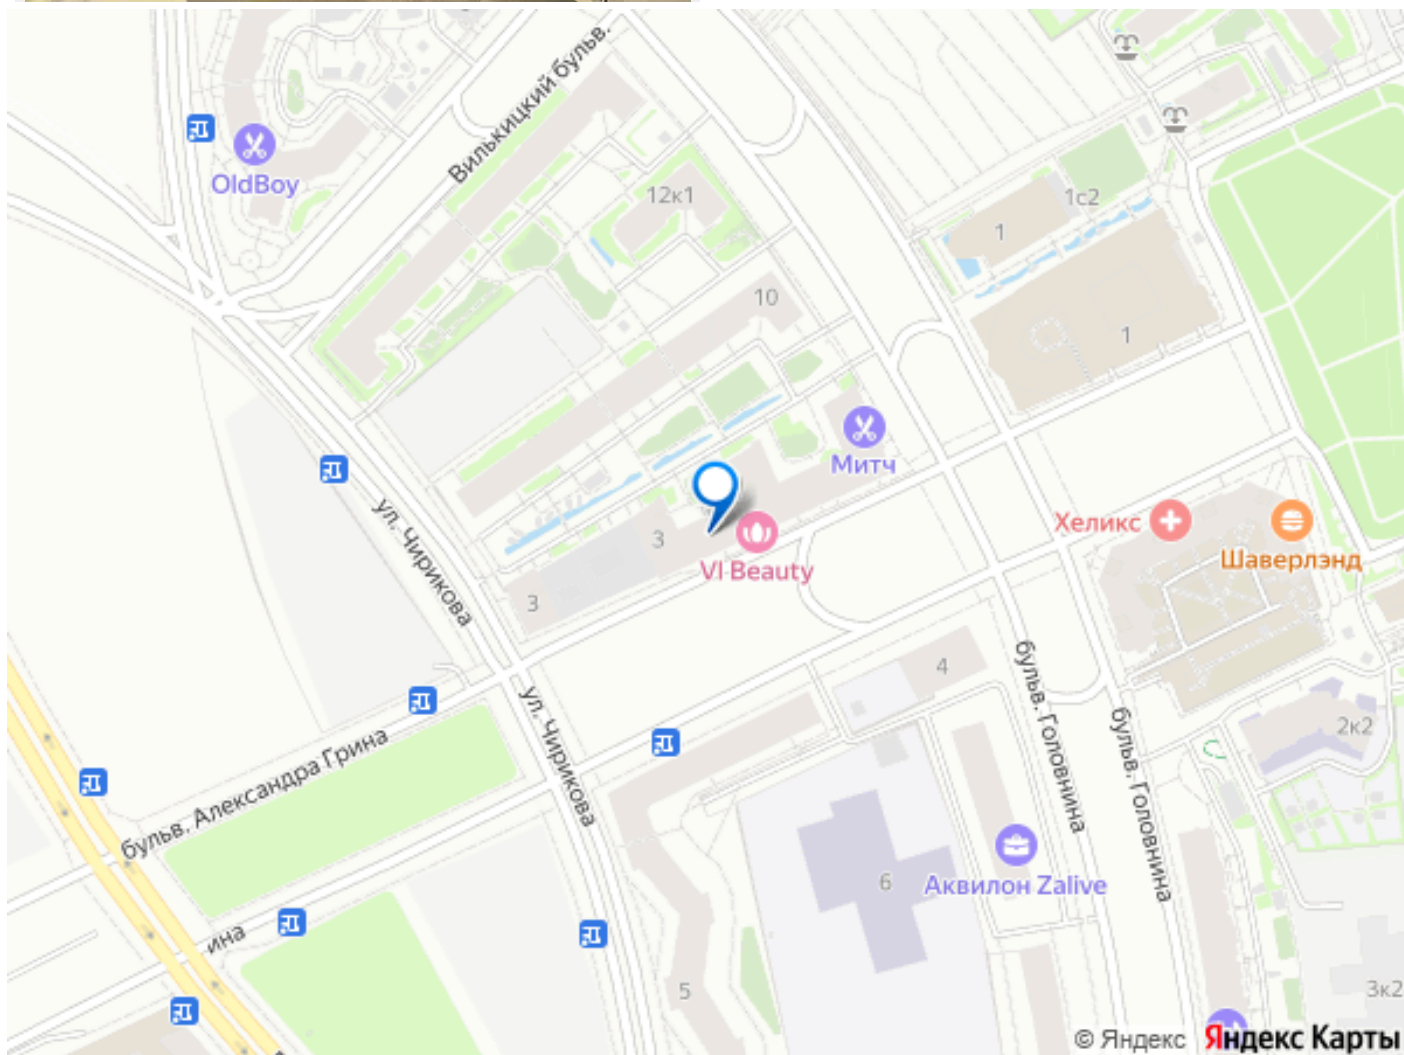 Вилькицкий бульв.
OldBoy
12к1
1с2
1
10
1
Митч
ул. Чирикова
3
VI Beauty
3
Хеликс
Шаверлэнд
4
бульв. Головнина
ул. Чирикова
бульв. Головнина
2к2
бульв. Александра Грина
6
Аквилон Zalive
ина
5
3к2
© Яндекс Яндекс Карты